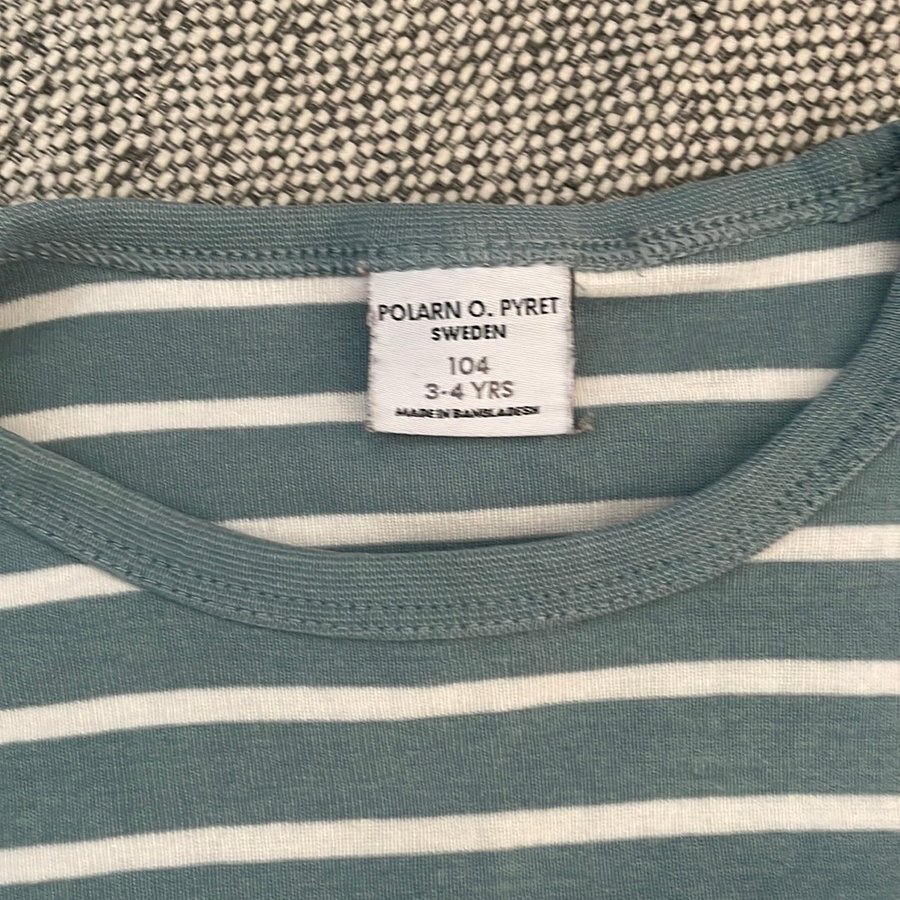 POLARN O. PYRET
SWEDEN
104
3-4 YRS
MADE IN BANGLADESH